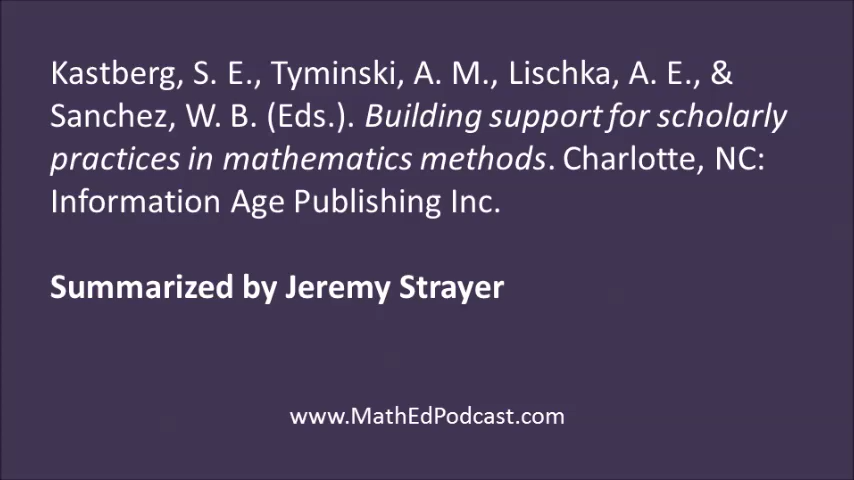 Kastberg, S. E., Tyminski, A. M., Lischka, A. E., &
Sanchez, W. B. (Eds.). Building support for scholarly
practices in mathematics methods. Charlotte, NC:
Information Age Publishing Inc.
Summarized by Jeremy Strayer
www.MathEdPodcast.com